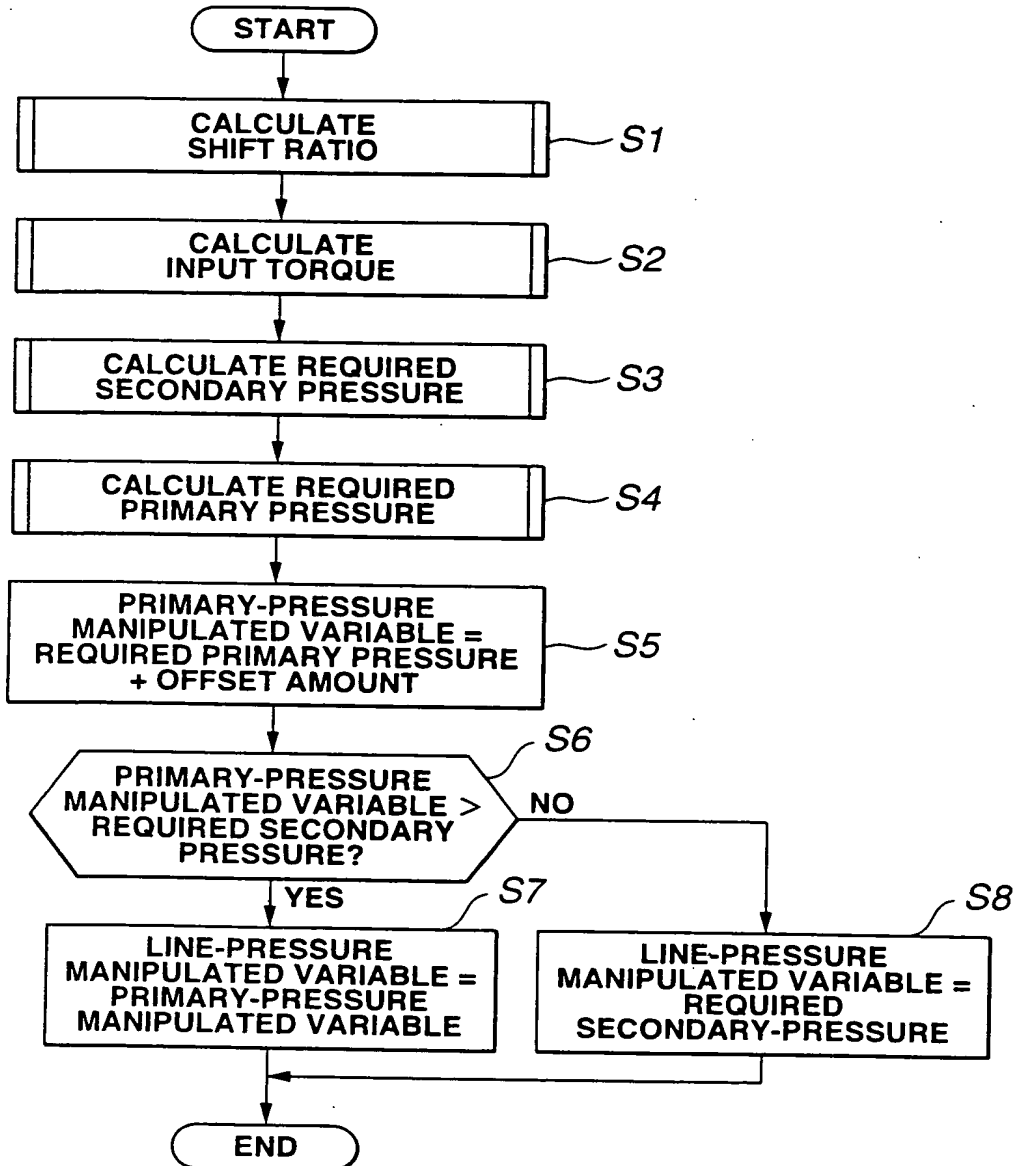 START
CALCULATE
SHIFT RATIO
S1
CALCULATE
INPUT TORQUE
S2
CALCULATE REQUIRED
SECONDARY PRESSURE
S3
CALCULATE REQUIRED
PRIMARY PRESSURE
S4
PRIMARY-PRESSURE
MANIPULATED VARIABLE =
REQUIRED PRIMARY PRESSURE
+ OFFSET AMOUNT
S5
S6
PRIMARY-PRESSURE
MANIPULATED VARIABLE >
REQUIRED SECONDARY
PRESSURE?
NO
YES
S7
LINE-PRESSURE
MANIPULATED VARIABLE =
PRIMARY-PRESSURE
MANIPULATED VARIABLE
S8
LINE-PRESSURE
MANIPULATED VARIABLE =
REQUIRED
SECONDARY-PRESSURE
END